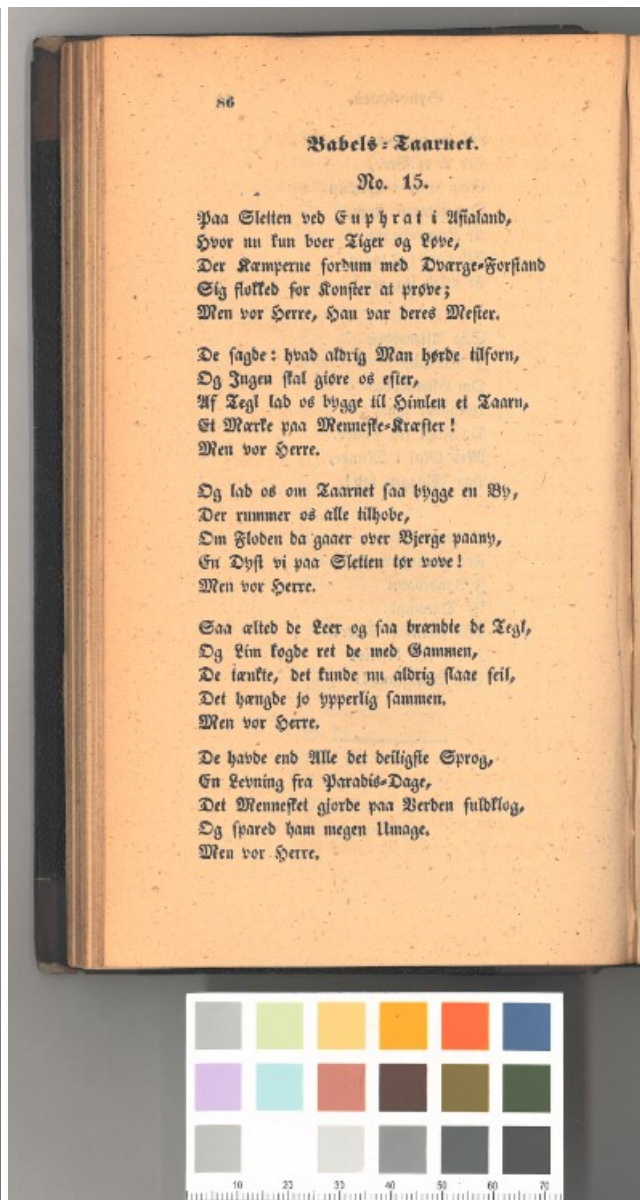 86
Babels-Taarnet.
No. 15.
Paa Sletten ved Euphrat i Asialand,
Hvor nu kun boer Tiger og Løve,
Der Kæmperne fordum med Dværge-Forstand
Sig flokked for Konster at prøve;
Men vor Herre, Han var deres Mester.
De sagde: hvad aldrig Man hørde tilforn,
Og Ingen skal giøre os efter,
Af Tegl lad os bygge til Himlen et Taarn,
Et Mærke paa Menneske-Kræfter!
Men vor Herre.
Og lad os om Taarnet saa bygge en By,
Der rummer os alle tilhobe,
Om Floden da gaaer over Bjerge paany,
En Dyst vi paa Sletten tør vove!
Men vor Herre.
Saa ælted de Leer og saa brændte de Tegl,
Og Lim kogde ret de med Gammen,
De tænkte, det kunde nu aldrig slaae feil,
Det hængde jo ypperlig sammen.
Men vor Herre.
De havde end Alle det deiligste Sprog,
En Levning fra Paradis-Dage,
Det Mennesket gjorde paa Verden fuldklog,
Og spared ham megen Umage.
Men vor Herre.
10 20 30 40 50 60 70